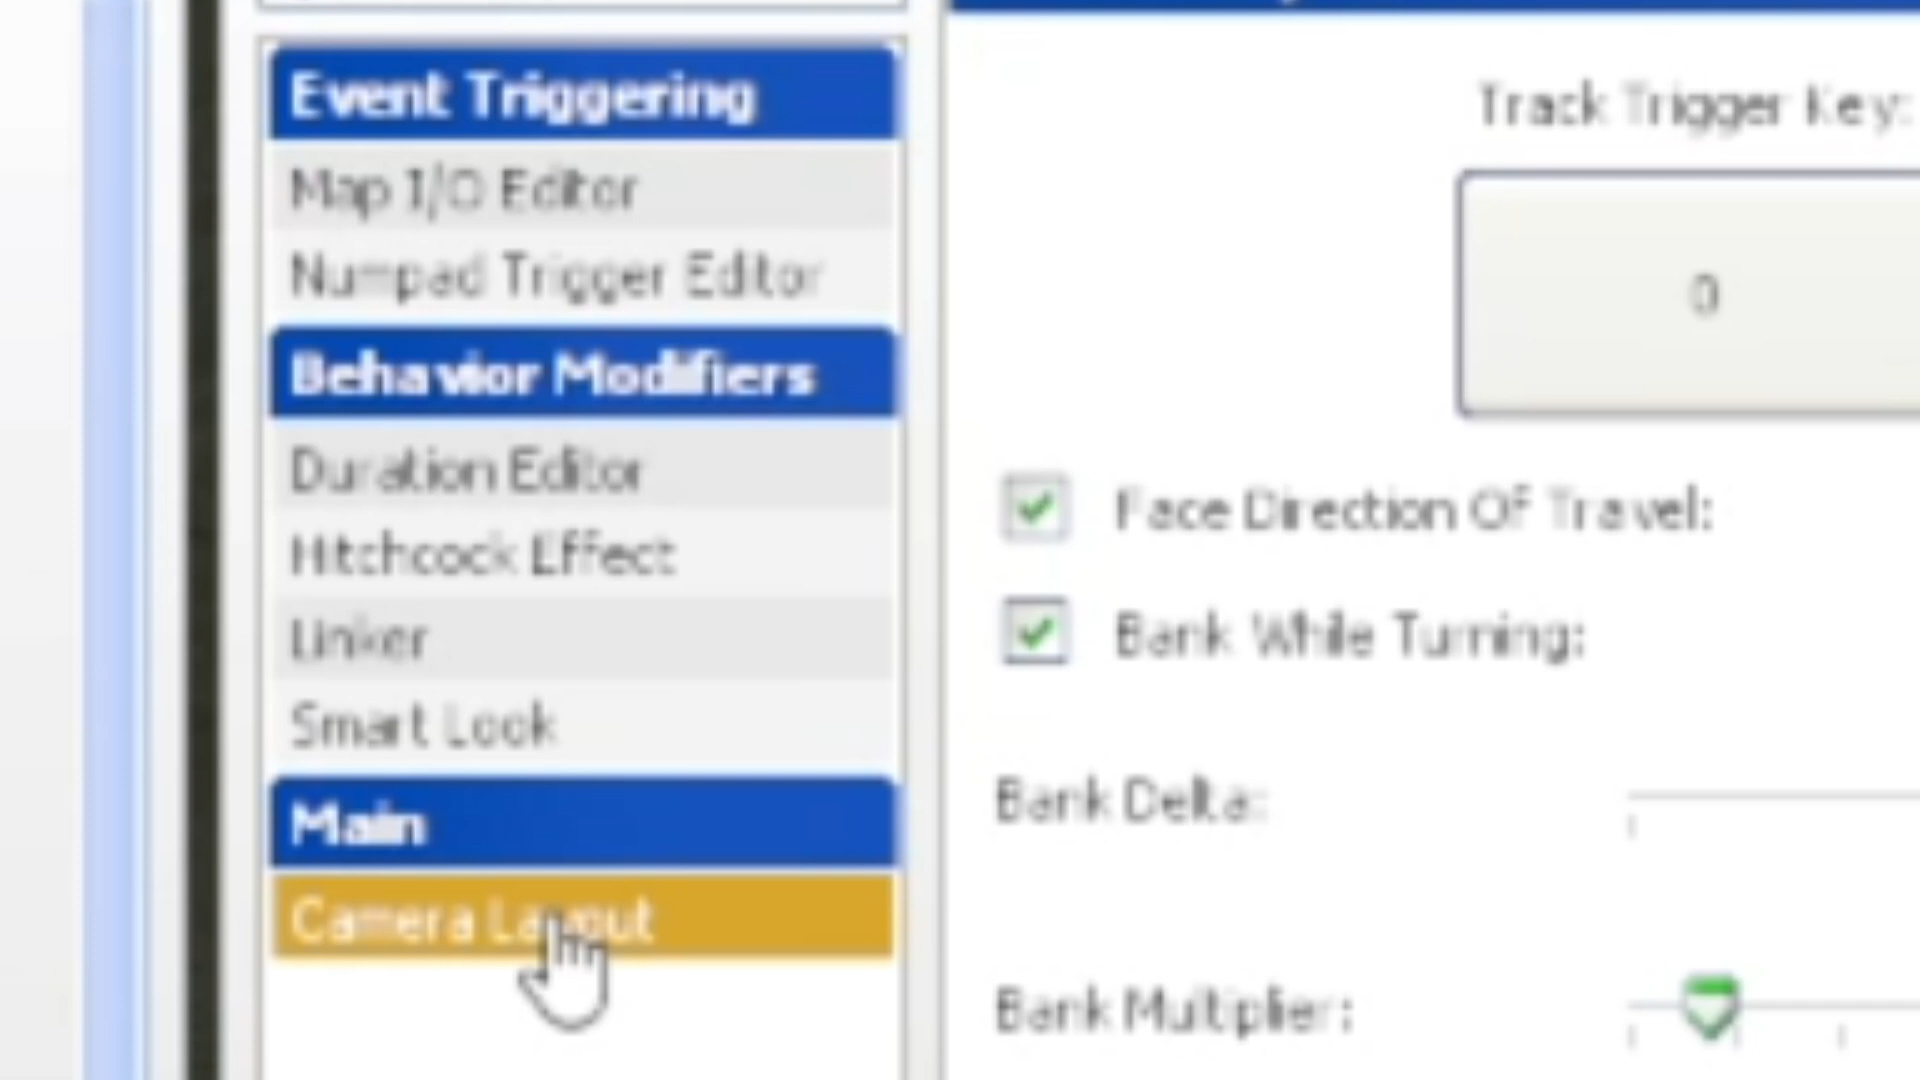 Event Triggering
Map I/O Editor
Numpad Trigger Editor
Behavior Modifiers
Duration Editor
Hitchcock Effect
Linker
Smart Look
Main
Camera Layout
Track Trigger Key:
0
Face Direction Of Travel:
Bank While Turning:
Bank Delta:
Bank Multiplier: